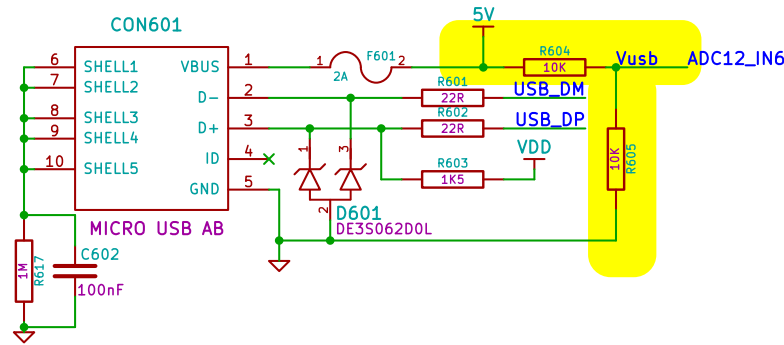 CON601
5V
6 SHELL1 VBUS 1 1 F601 2 2A
R604 10K Vusb ADC12_IN6
7 SHELL2
R601 22R USB_DM
D- 2
8 SHELL3 D+ 3
R602 22R USB_DP
9 SHELL4
ID 4 1 3 VDD
10 SHELL5
R603 1K5
10K R605
GND 5
2 D601
MICRO USB AB DE3S062D0L
1M R617 C602 100nF